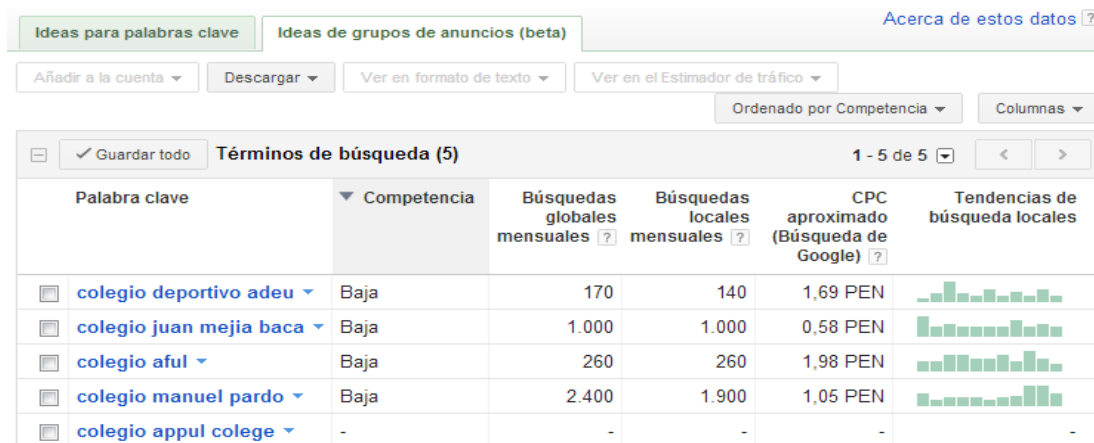 Acerca de estos datos ?
Ideas para palabras clave Ideas de grupos de anuncios (beta)
Añadir a la cuenta Descargar Ver en formato de texto Ver en el Estimador de tráfico
Ordenado por Competencia Columnas
Guardar todo Términos de búsqueda (5) 1 - 5 de 5 < >
Palabra clave Competencia Búsquedas globales mensuales ? Búsquedas locales mensuales ? CPC aproximado (Búsqueda de Google) ? Tendencias de búsqueda locales
colegio deportivo adeu Baja 170 140 1,69 PEN
colegio juan mejia baca Baja 1.000 1.000 0,58 PEN
colegio aful Baja 260 260 1,98 PEN
colegio manuel pardo Baja 2.400 1.900 1,05 PEN
colegio appul colege - - - - -